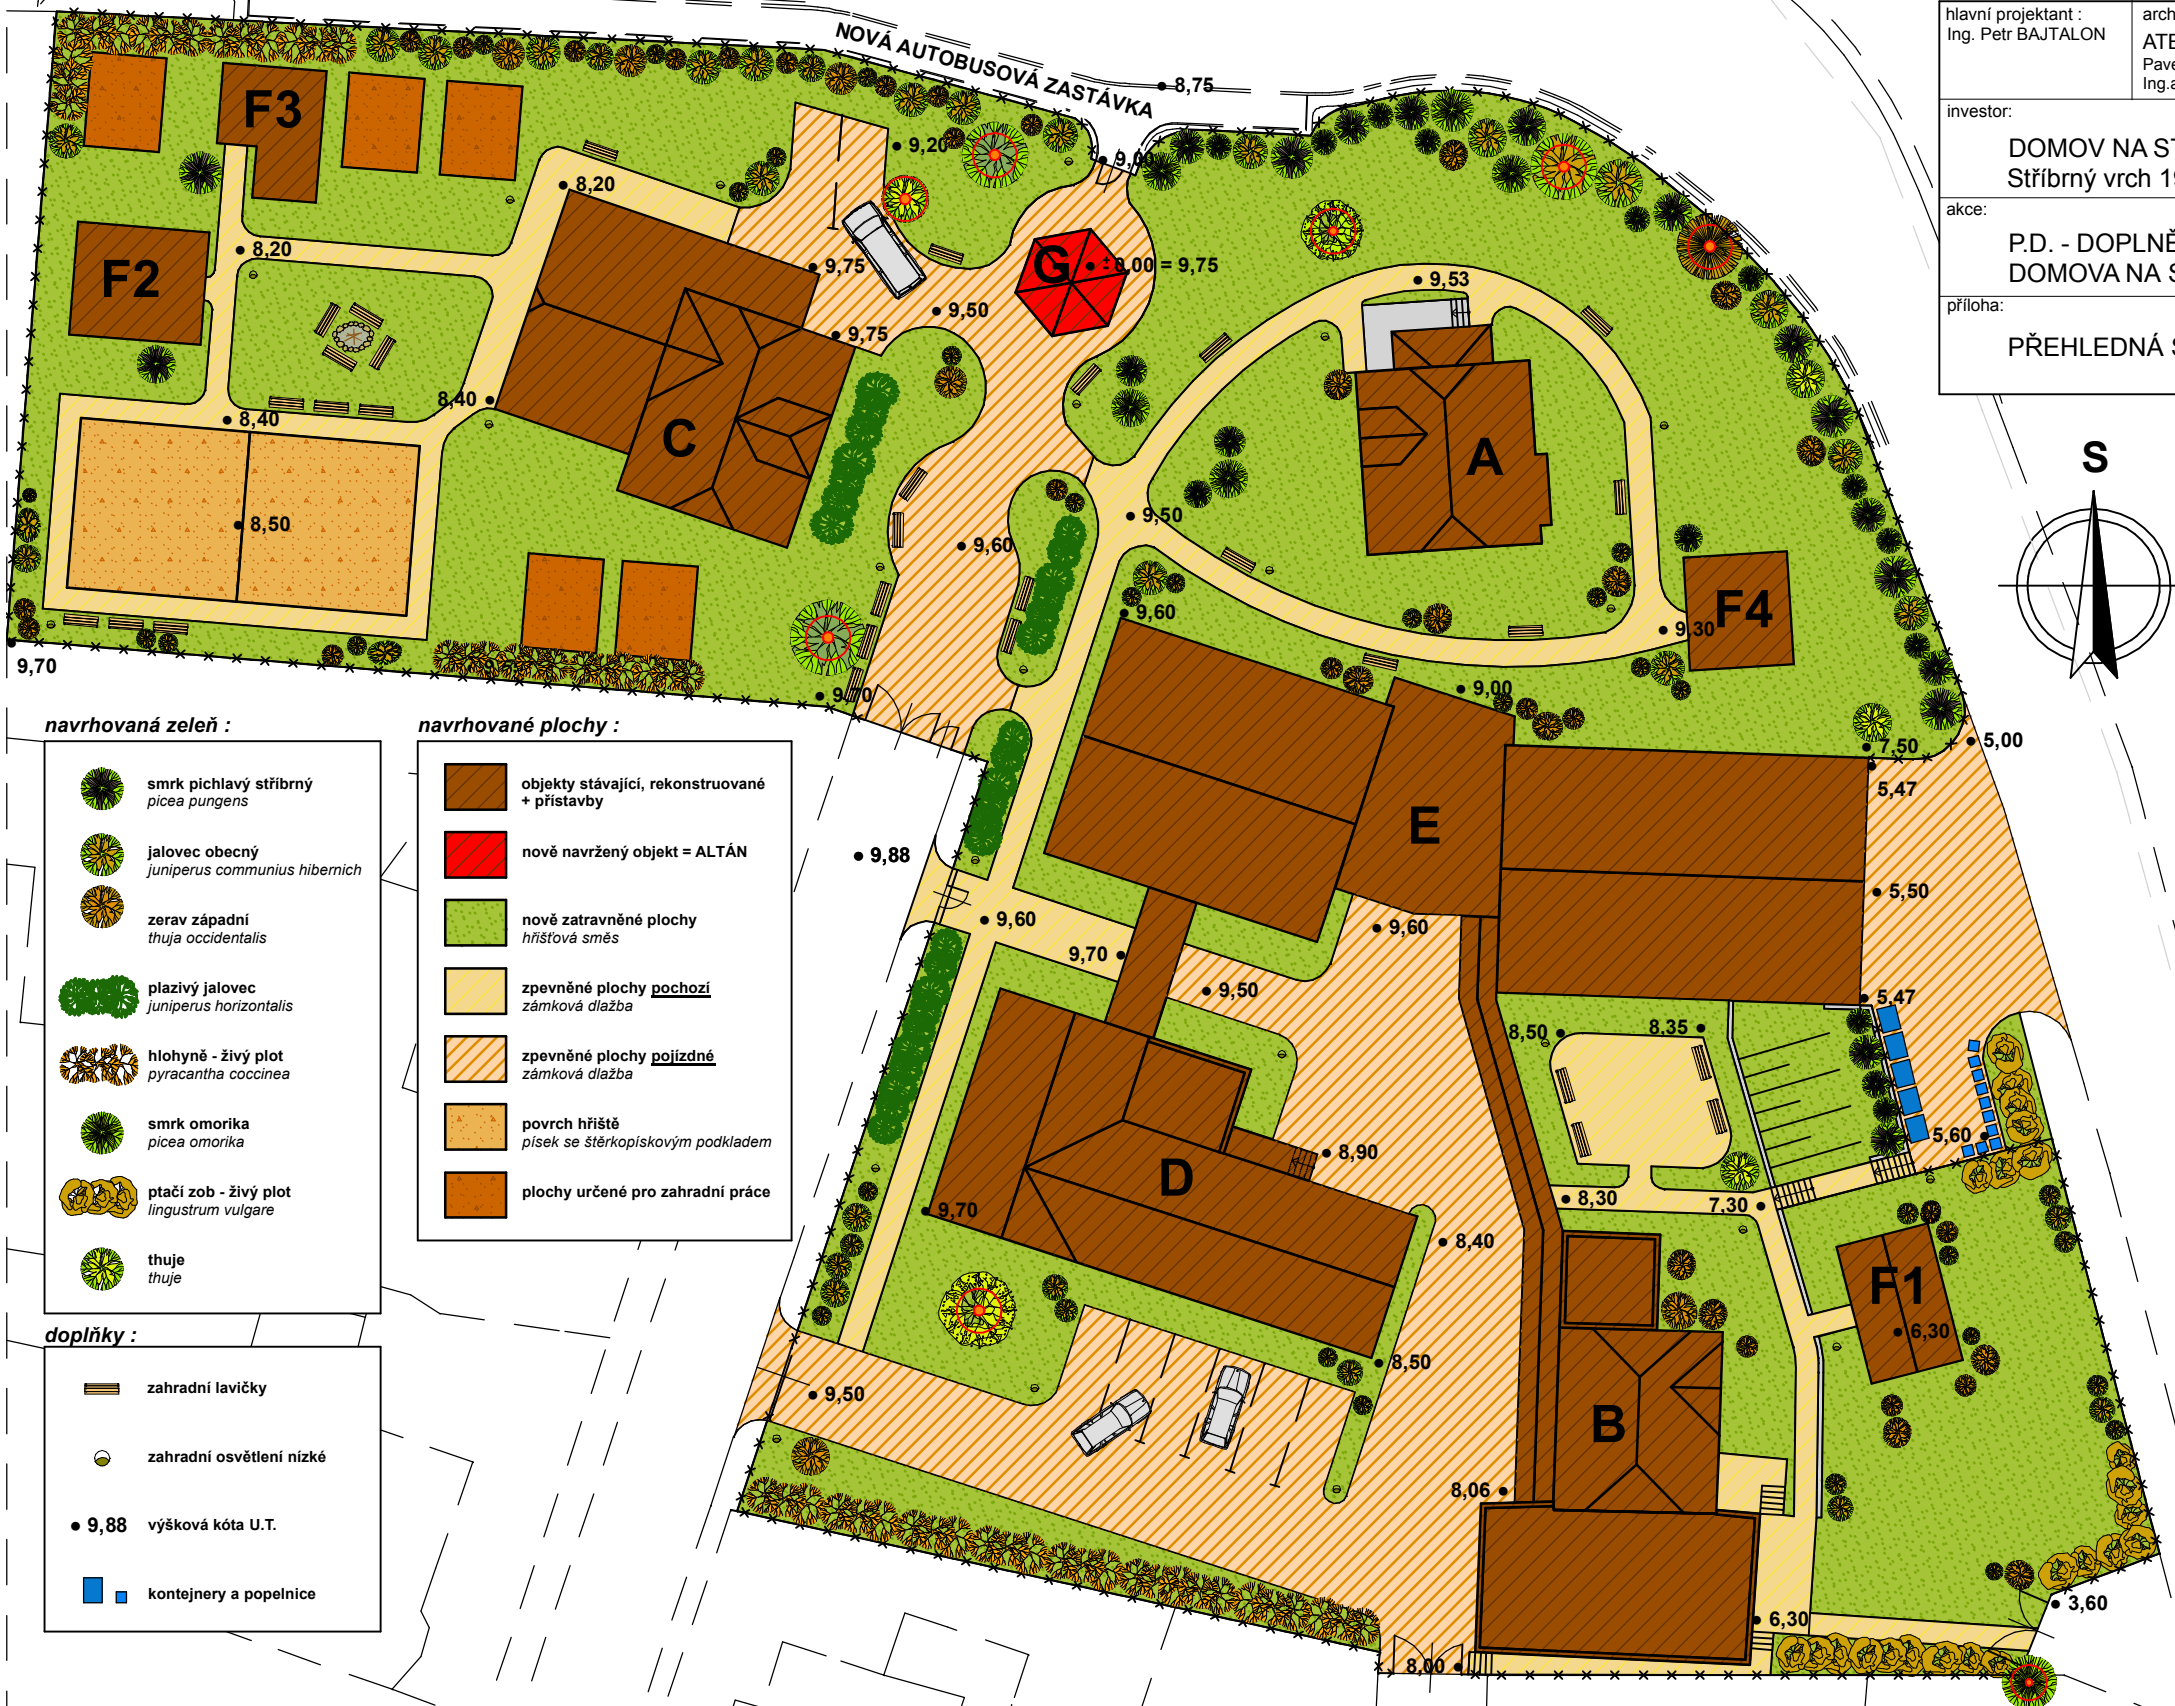 NOVÁ AUTOBUSOVÁ ZASTÁVKA
8,75
hlavní projektant :
Ing. Petr BAJTALON
investor:
DOMOV NA
Stříbrný vrch
akce:
P.D. -
DOMOVA NA
příloha:
PŘEHLEDNÁ
S
F3
9,20
9,00
8,20
F2
8,20
9,75
G
± 0,00 = 9,75
9,53
9,50
9,75
8,40
8,40
C
A
8,50
9,50
9,60
9,60
F4
9,30
9,70
9,70
9,00
7,50
5,00
5,47
E
9,88
5,50
9,60
9,60
9,70
9,50
5,47
8,50
8,35
5,60
8,90
D
8,30
7,30
9,70
8,40
F1
6,30
8,50
9,50
B
8,06
6,30
3,60
8,00
navrhovaná zeleň :
smrk pichlavý stříbrný
picea pungens
jalovec obecný
juniperus communius hibernich
zerav západní
thuja occidentalis
plazivý jalovec
juniperus horizontalis
hlohyně - živý plot
pyracantha coccinea
smrk omorika
picea omorika
ptačí zob - živý plot
lingustrum vulgare
thuje
thuje
navrhované plochy :
objekty stávající, rekonstruované
+ přístavby
nově navržený objekt = ALTÁN
nově zatravněné plochy
hřišťová směs
zpevněné plochy pochozí
zámková dlažba
zpevněné plochy pojízdné
zámková dlažba
povrch hřiště
písek se štěrkopískovým podkladem
plochy určené pro zahradní práce
doplňky :
zahradní lavičky
zahradní osvětlení nízké
9,88 výšková kóta U.T.
kontejnery a popelnice